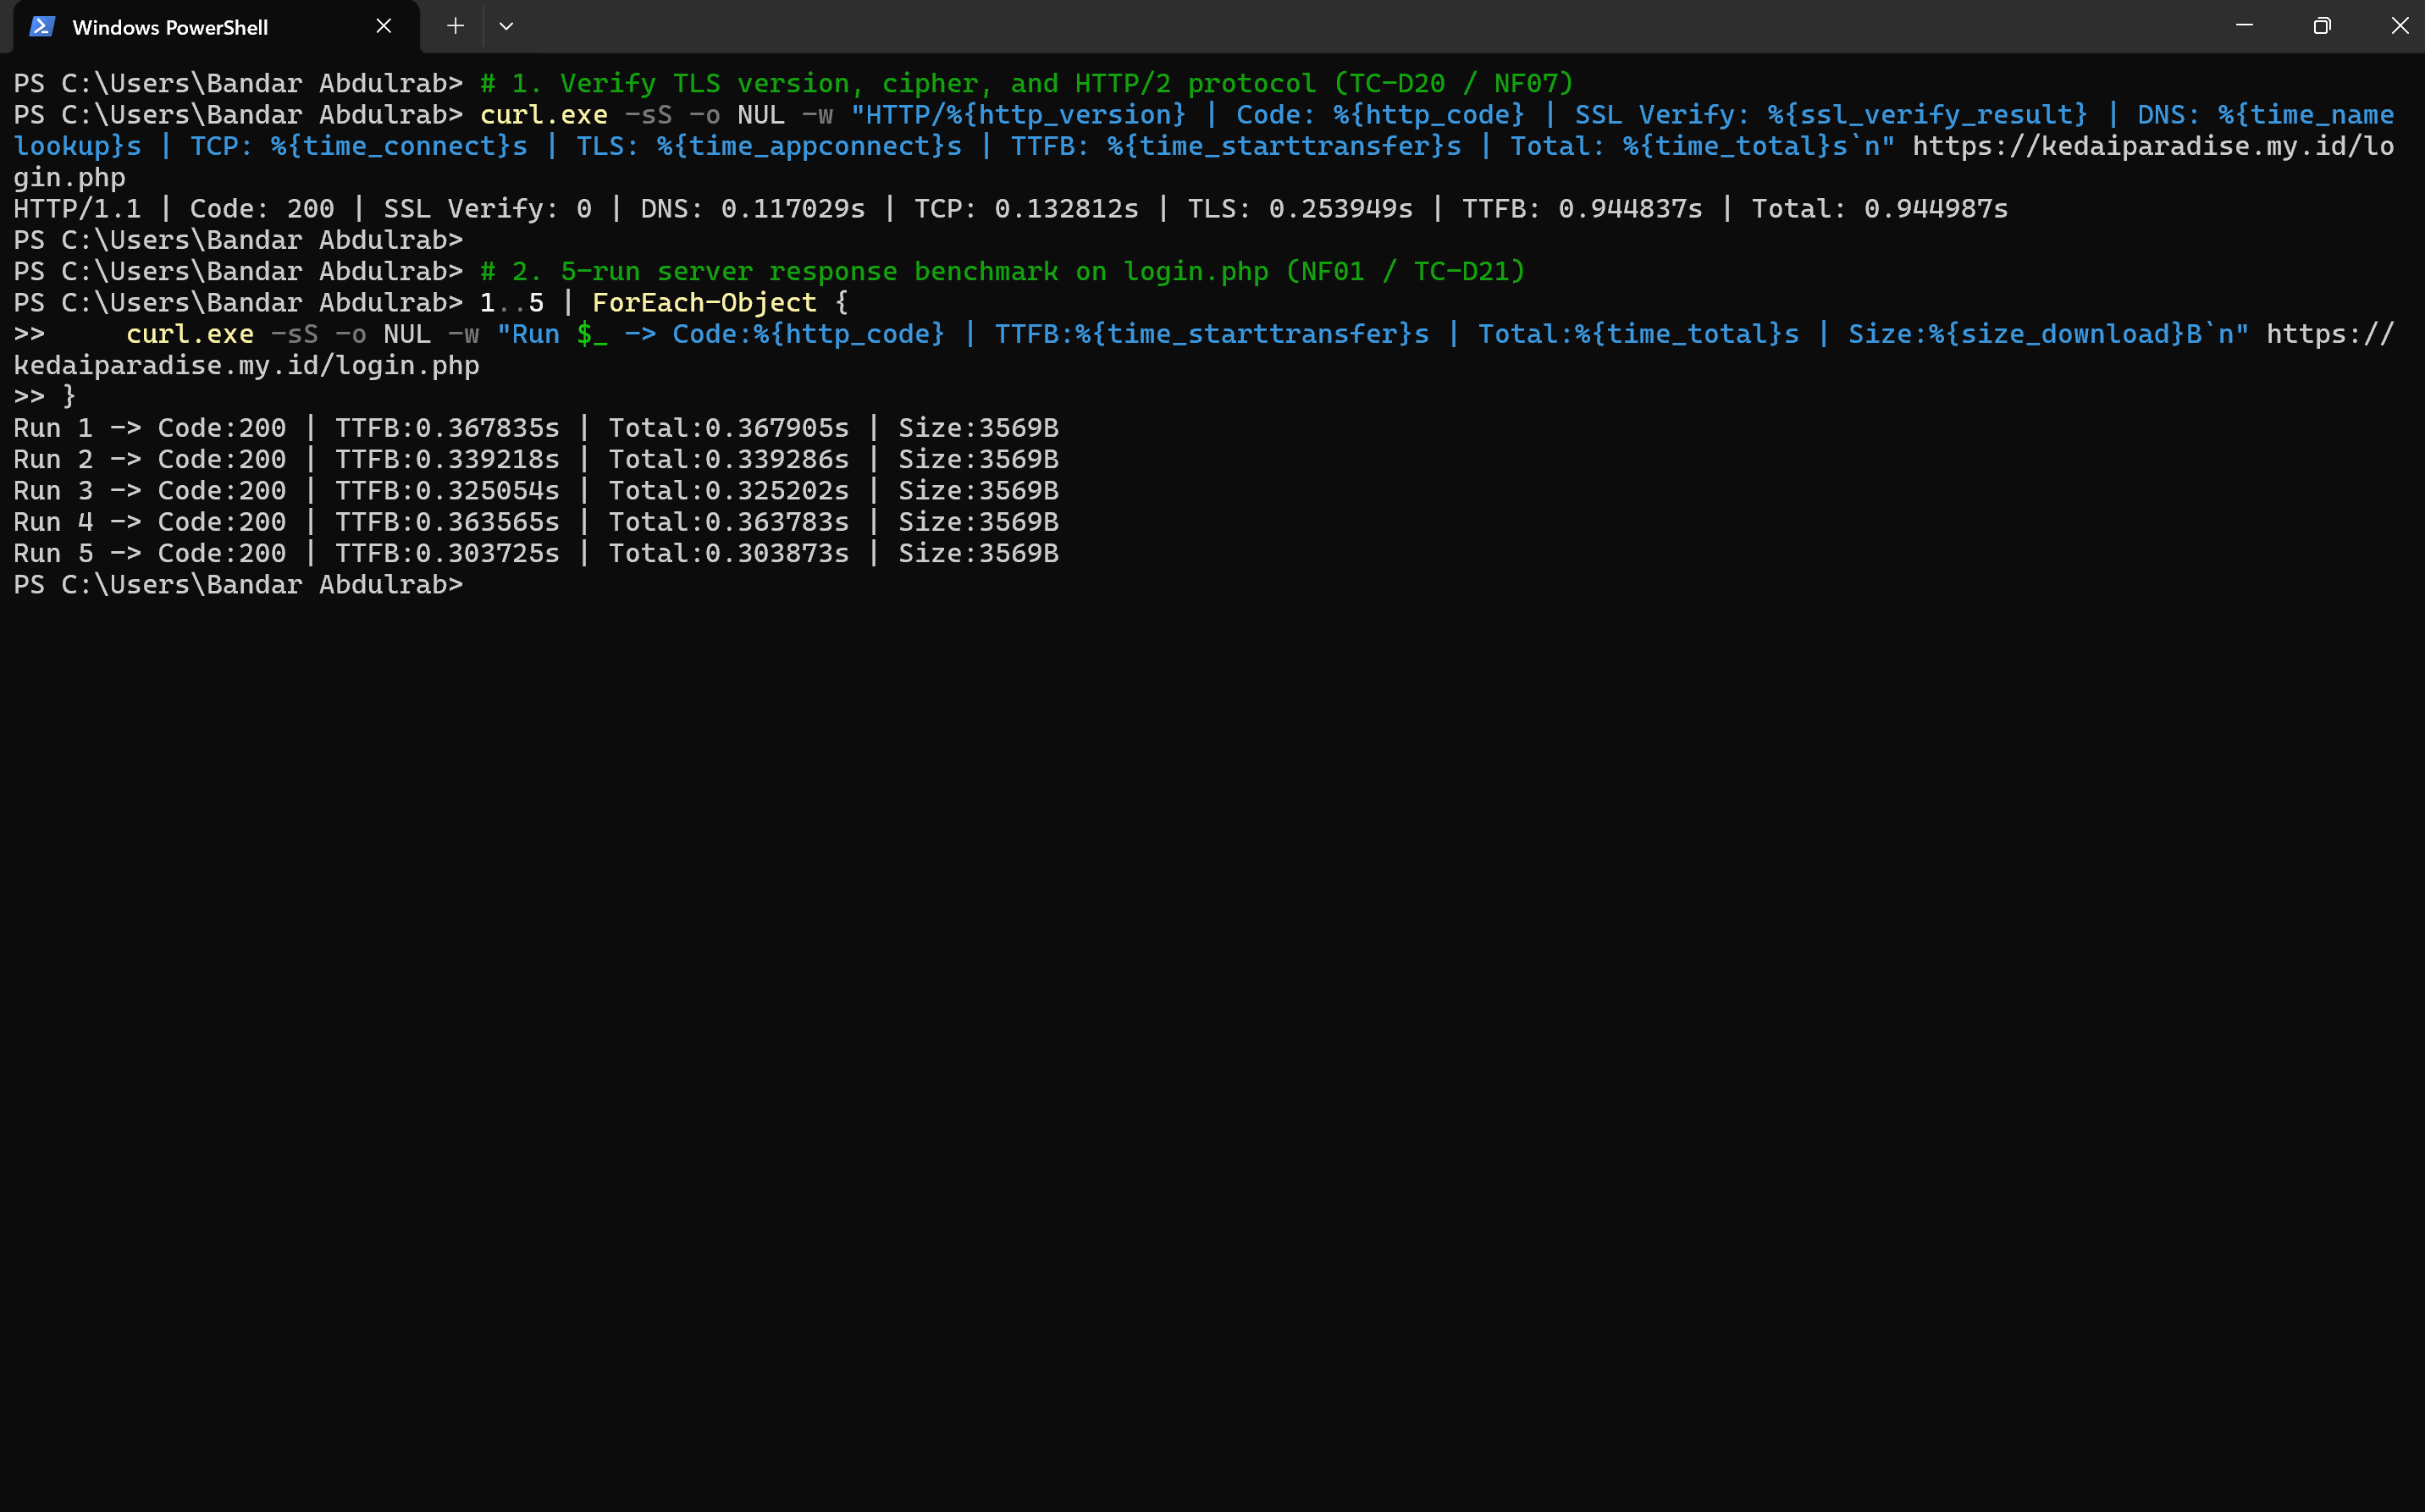 Windows PowerShell
PS C:\Users\Bandar Abdulrab> # 1. Verify TLS version, cipher, and HTTP/2 protocol (TC-D20 / NF07)
PS C:\Users\Bandar Abdulrab> curl.exe -sS -o NUL -w "HTTP/%{http_version} | Code: %{http_code} | SSL Verify: %{ssl_verify_result} | DNS: %{time_name
lookup}s | TCP: %{time_connect}s | TLS: %{time_appconnect}s | TTFB: %{time_starttransfer}s | Total: %{time_total}s`n" https://kedaiparadise.my.id/lo
gin.php
HTTP/1.1 | Code: 200 | SSL Verify: 0 | DNS: 0.117029s | TCP: 0.132812s | TLS: 0.253949s | TTFB: 0.944837s | Total: 0.944987s
PS C:\Users\Bandar Abdulrab>
PS C:\Users\Bandar Abdulrab> # 2. 5-run server response benchmark on login.php (NF01 / TC-D21)
PS C:\Users\Bandar Abdulrab> 1..5 | ForEach-Object {
>>     curl.exe -sS -o NUL -w "Run $_ -> Code:%{http_code} | TTFB:%{time_starttransfer}s | Total:%{time_total}s | Size:%{size_download}B`n" https://
kedaiparadise.my.id/login.php
>> }
Run 1 -> Code:200 | TTFB:0.367835s | Total:0.367905s | Size:3569B
Run 2 -> Code:200 | TTFB:0.339218s | Total:0.339286s | Size:3569B
Run 3 -> Code:200 | TTFB:0.325054s | Total:0.325202s | Size:3569B
Run 4 -> Code:200 | TTFB:0.363565s | Total:0.363783s | Size:3569B
Run 5 -> Code:200 | TTFB:0.303725s | Total:0.303873s | Size:3569B
PS C:\Users\Bandar Abdulrab>